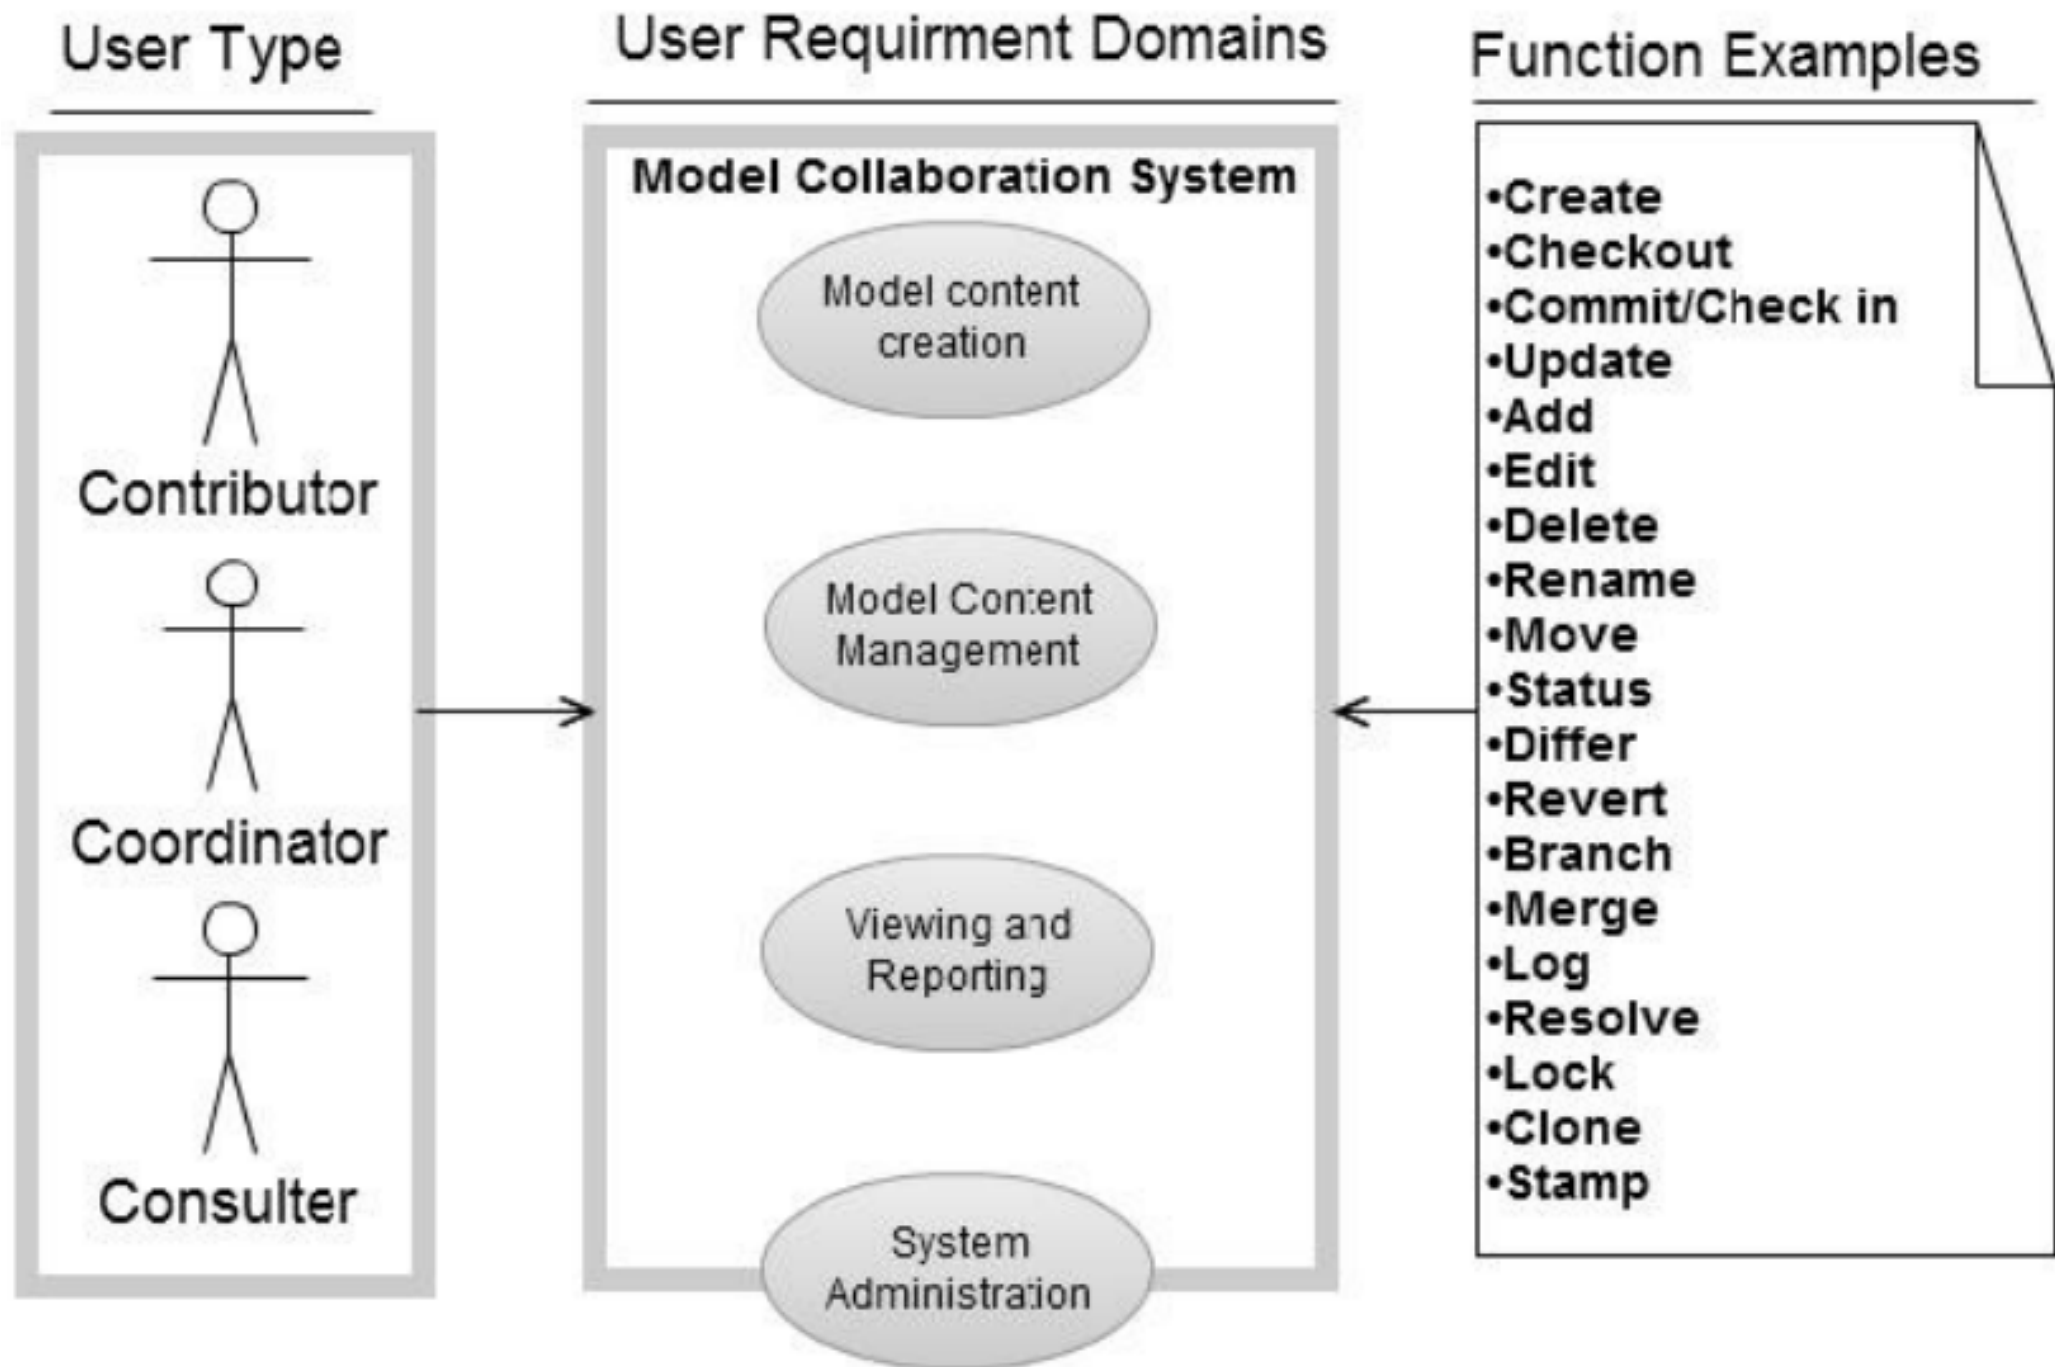 User Type
Contributor
Coordinator
Consulter
User Requirment Domains
Model Collaboration System
Model content
creation
Model Content
Management
Viewing and
Reporting
System
Administration
Function Examples
•Create
•Checkout
•Commit/Check in
•Update
•Add
•Edit
•Delete
•Rename
•Move
•Status
•Differ
•Revert
•Branch
•Merge
•Log
•Resolve
•Lock
•Clone
•Stamp